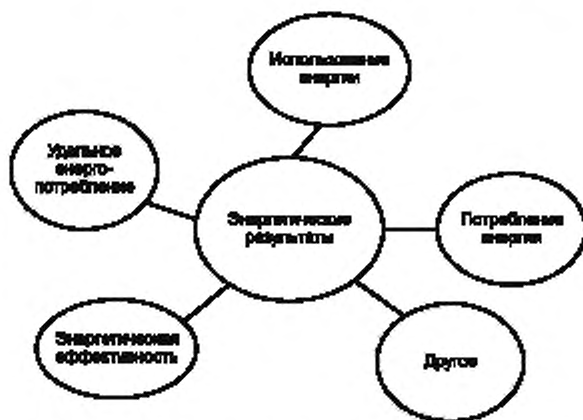 Использование
энергии
Удельное
энерго-
потребление
Энергетические
результаты
Потребление
энергии
Энергетическая
эффективность
Другое